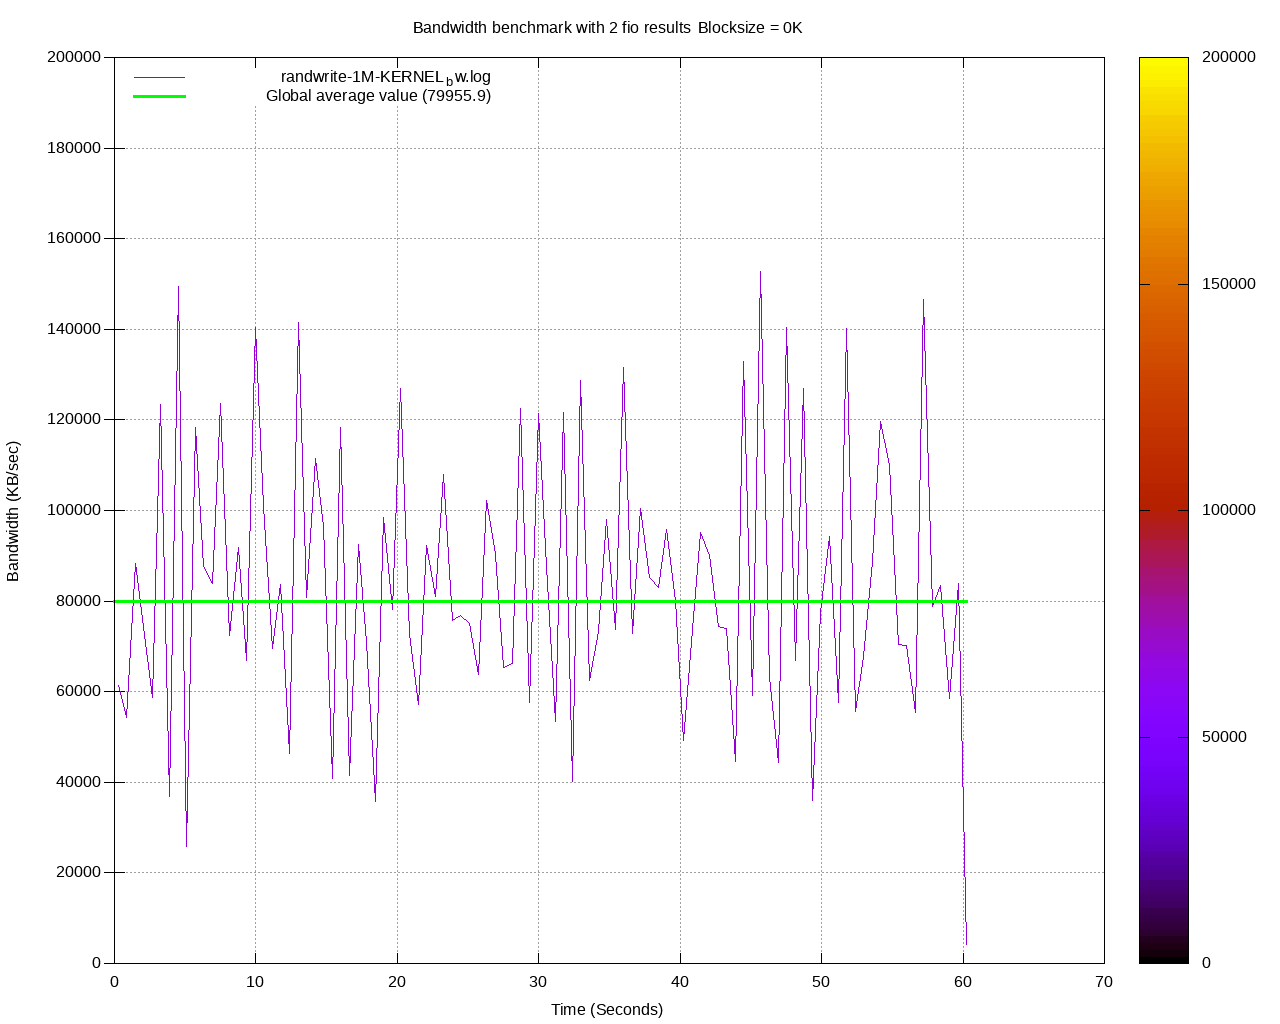 Bandwidth benchmark with 2 fio results Blocksize = 0K
randwrite-1M-KERNEL_bw.log
Global average value (79955.9)
200000
180000
160000
140000
120000
100000
80000
60000
40000
20000
0
Bandwidth (KB/sec)
0 10 20 30 40 50 60 70
Time (Seconds)
200000
150000
100000
50000
0